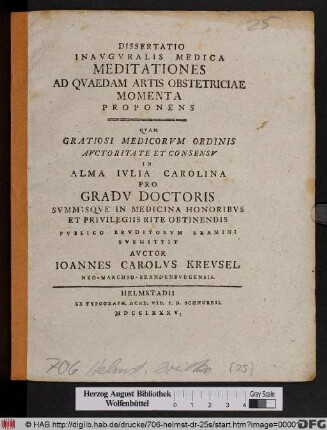 25
DISSERTATIO
INAVGVRALIS MEDICA
MEDITATIONES
AD QVAEDAM ARTIS OBSTETRICIAE
MOMENTA
PROPONENS
QVAM
GRATIOSI MEDICORVM ORDINIS
AVCTORITATE ET CONSENSV
IN
ALMA IVLIA CAROLINA
PRO
GRADV DOCTORIS
SVMMISQVE IN MEDICINA HONORIBVS
ET PRIVILEGIIS RITE OBTINENDIS
PVBLICO ERVDITORVM EXAMINI
SVBMITTIT
AVCTOR
IOANNES CAROLVS KREVSEL
NEO-MARCHIO-BRANDENBVRGENSIS.
HELMSTADII
EX TYPOGRAPH. ACAD. VID. P. D. SCHNORRII.
MDCCLXXXV.
706 Helmst. (25)
Herzog August Bibliothek
Wolfenbüttel
0 1 2 3 4 5
Gray Scale
© HAB http://diglib.hab.de/drucke/706-helmst-dr-25s/start.htm?image=0000
DFG